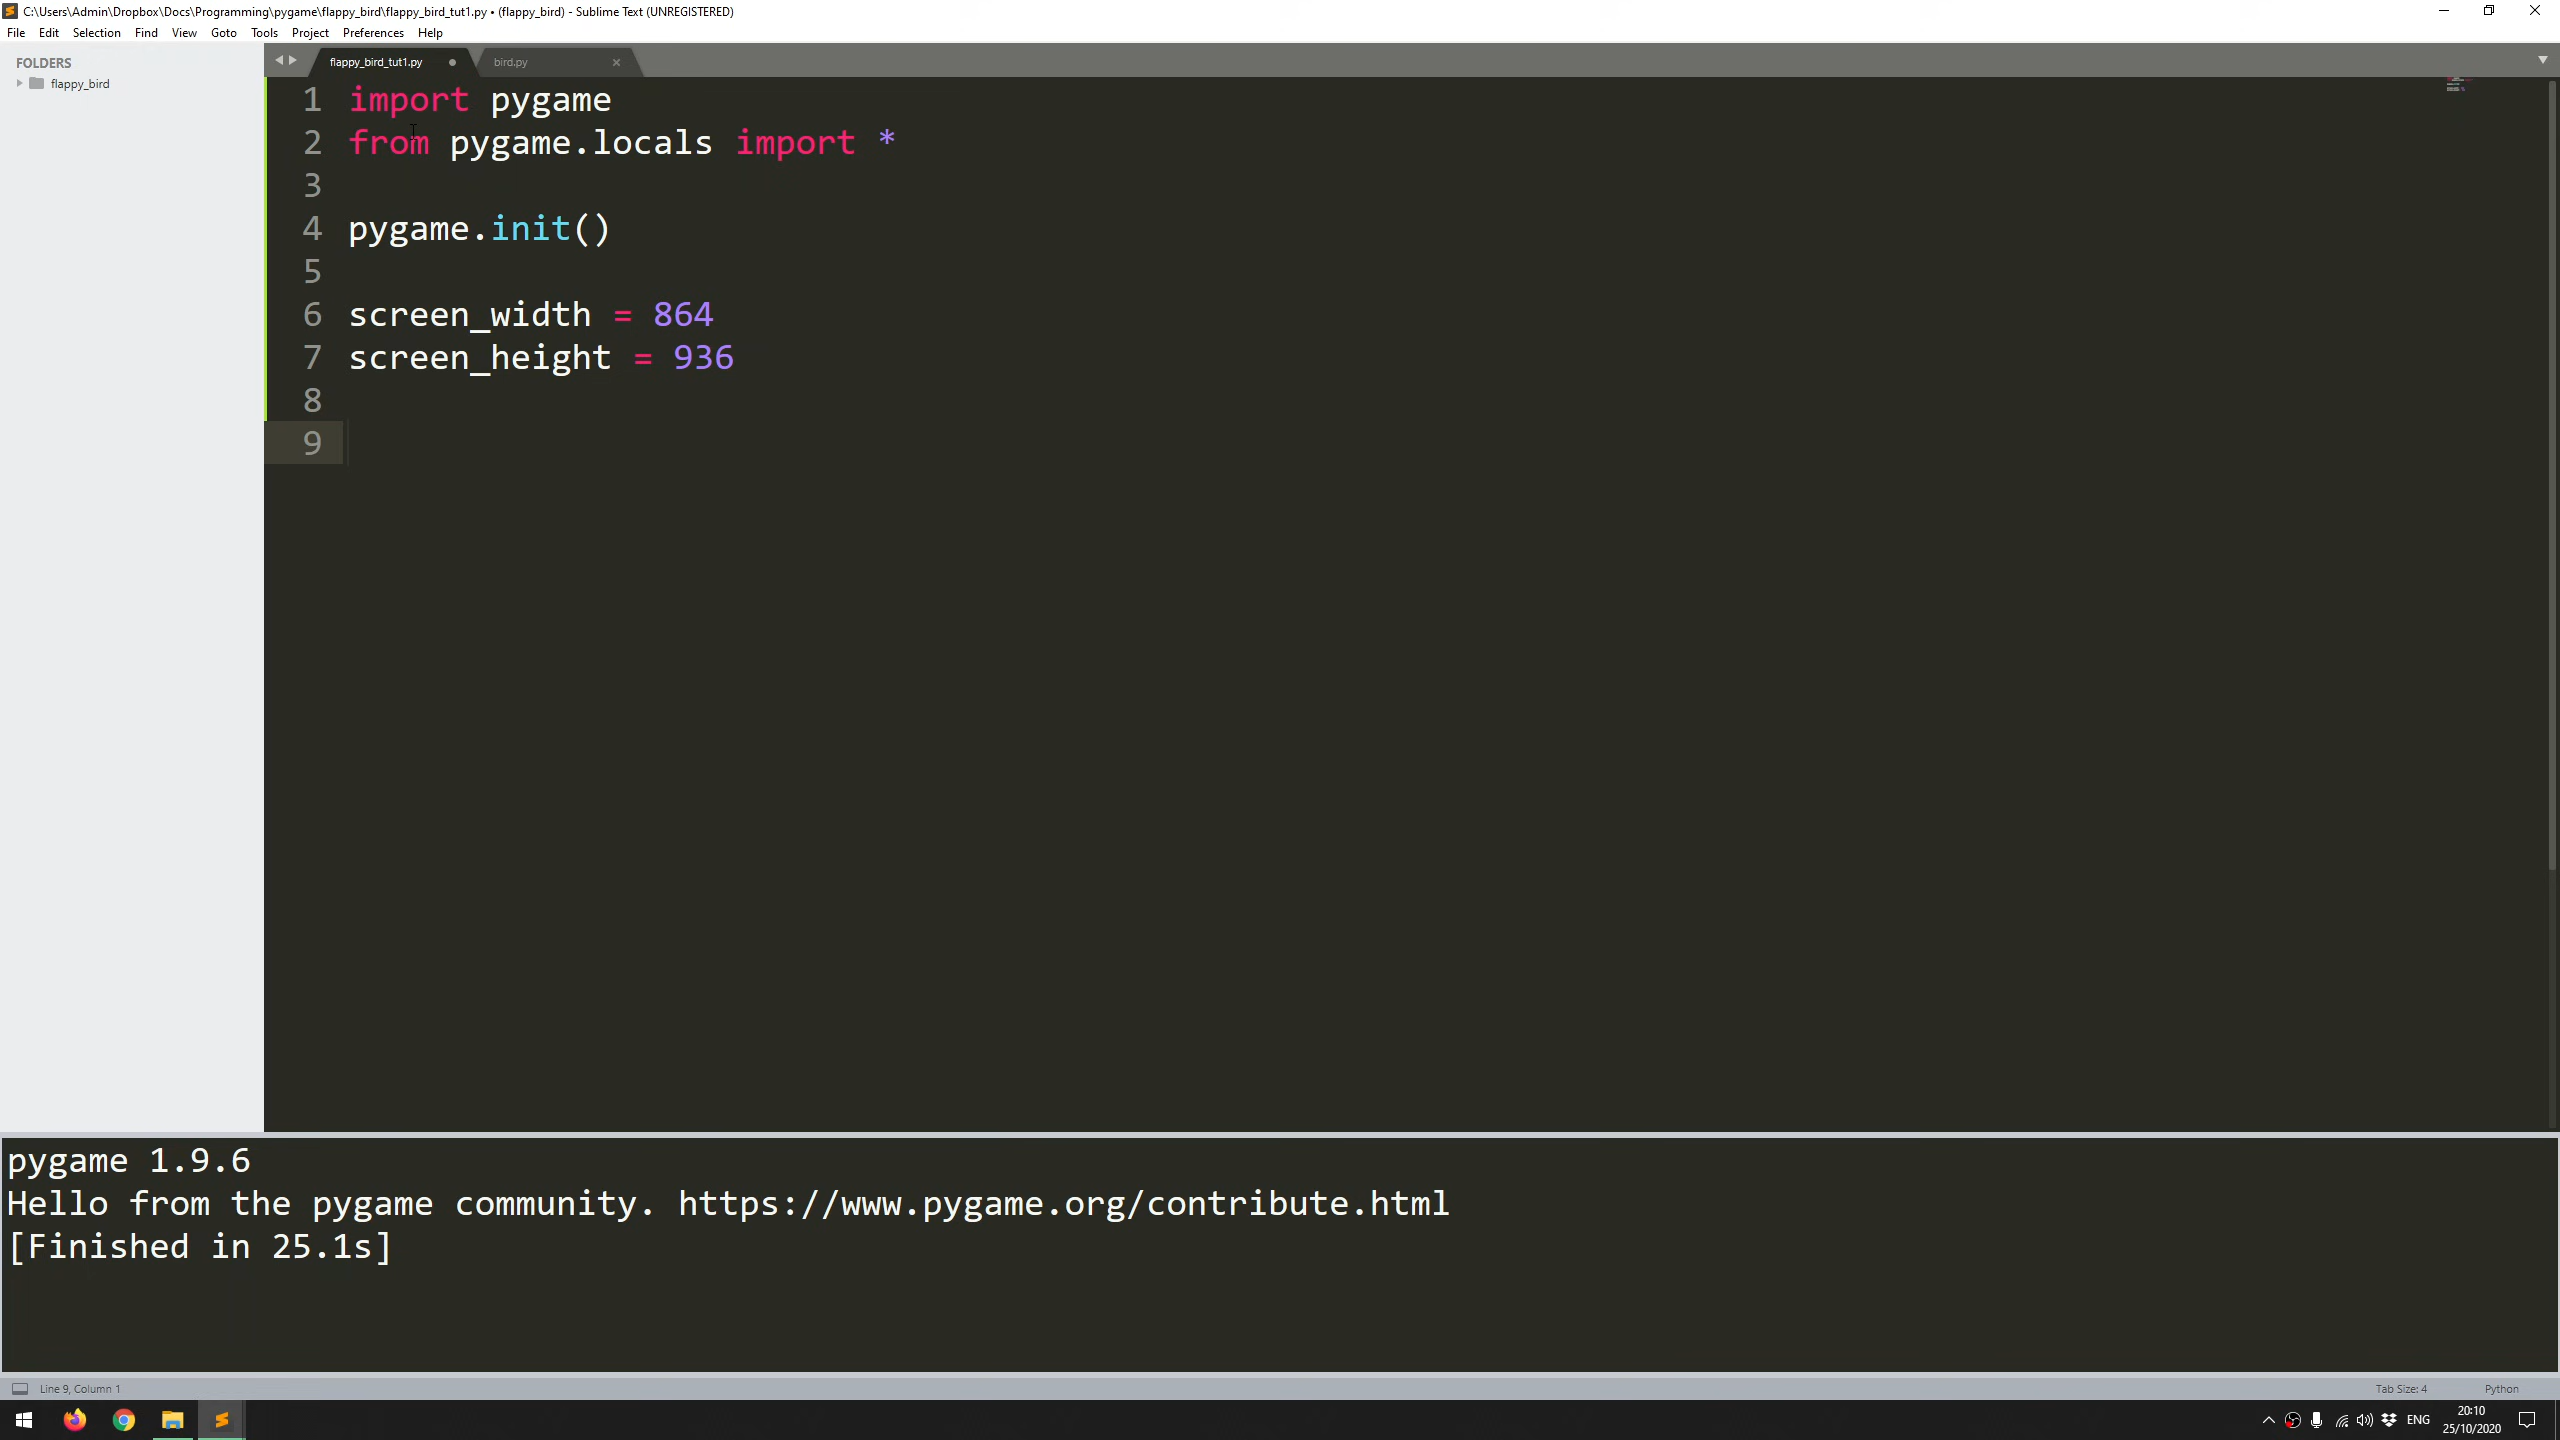 C:\Users\Admin\Dropbox\Docs\Programming\pygame\flappy_bird\flappy_bird_tut1.py • (flappy_bird) - Sublime Text (UNREGISTERED)
File Edit Selection Find View Goto Tools Project Preferences Help
FOLDERS
flappy_bird
flappy_bird_tut1.py bird.py
1 import pygame
2 from pygame.locals import *
3
4 pygame.init()
5
6 screen_width = 864
7 screen_height = 936
8
9
pygame 1.9.6
Hello from the pygame community. https://www.pygame.org/contribute.html
[Finished in 25.1s]
Line 9, Column 1 Tab Size: 4 Python
ENG 20:10
25/10/2020